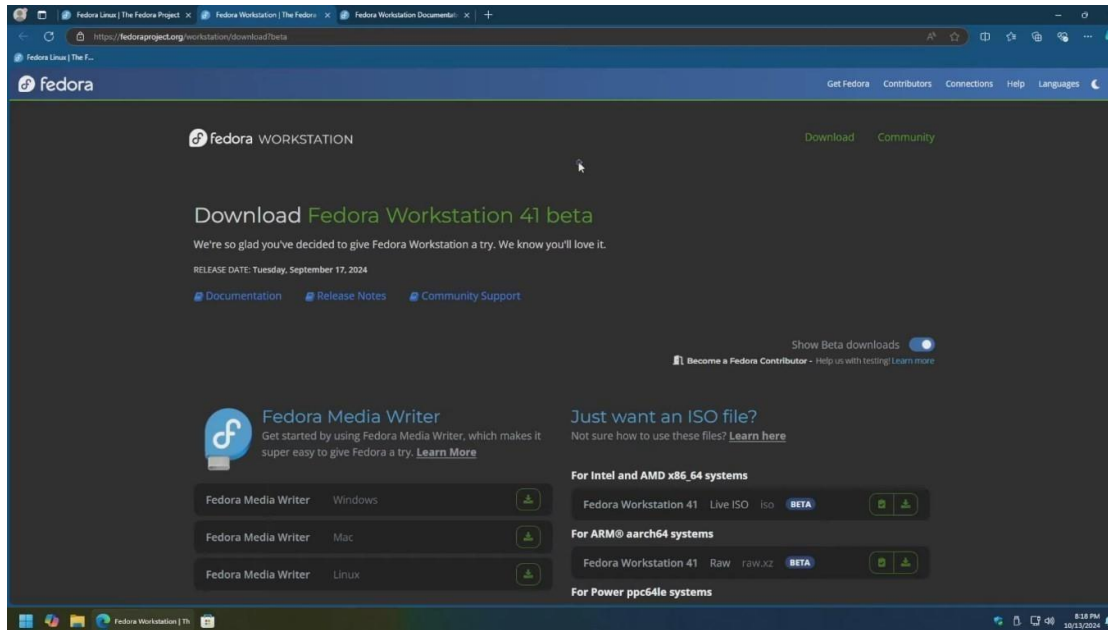 Fedora Linux | The Fedora Project
Fedora Workstation | The Fedora
Fedora Workstation Documentati
https://fedoraproject.org/workstation/download?beta
Fedora Linux | The F...
fedora
Get Fedora Contributors Connections Help Languages
fedora WORKSTATION
Download Community
Download Fedora Workstation 41 beta
We're so glad you've decided to give Fedora Workstation a try. We know you'll love it.
RELEASE DATE: Tuesday, September 17, 2024
Documentation Release Notes Community Support
Show Beta downloads
Become a Fedora Contributor - Help us with testing! Learn more
Fedora Media Writer
Get started by using Fedora Media Writer, which makes it
super easy to give Fedora a try. Learn More
Fedora Media Writer Windows
Fedora Media Writer Mac
Fedora Media Writer Linux
Just want an ISO file?
Not sure how to use these files? Learn here
For Intel and AMD x86_64 systems
Fedora Workstation 41 Live ISO iso BETA
For ARM® aarch64 systems
Fedora Workstation 41 Raw raw.xz BETA
For Power ppc64le systems
Fedora Workstation | Th
8:18 PM
10/13/2024